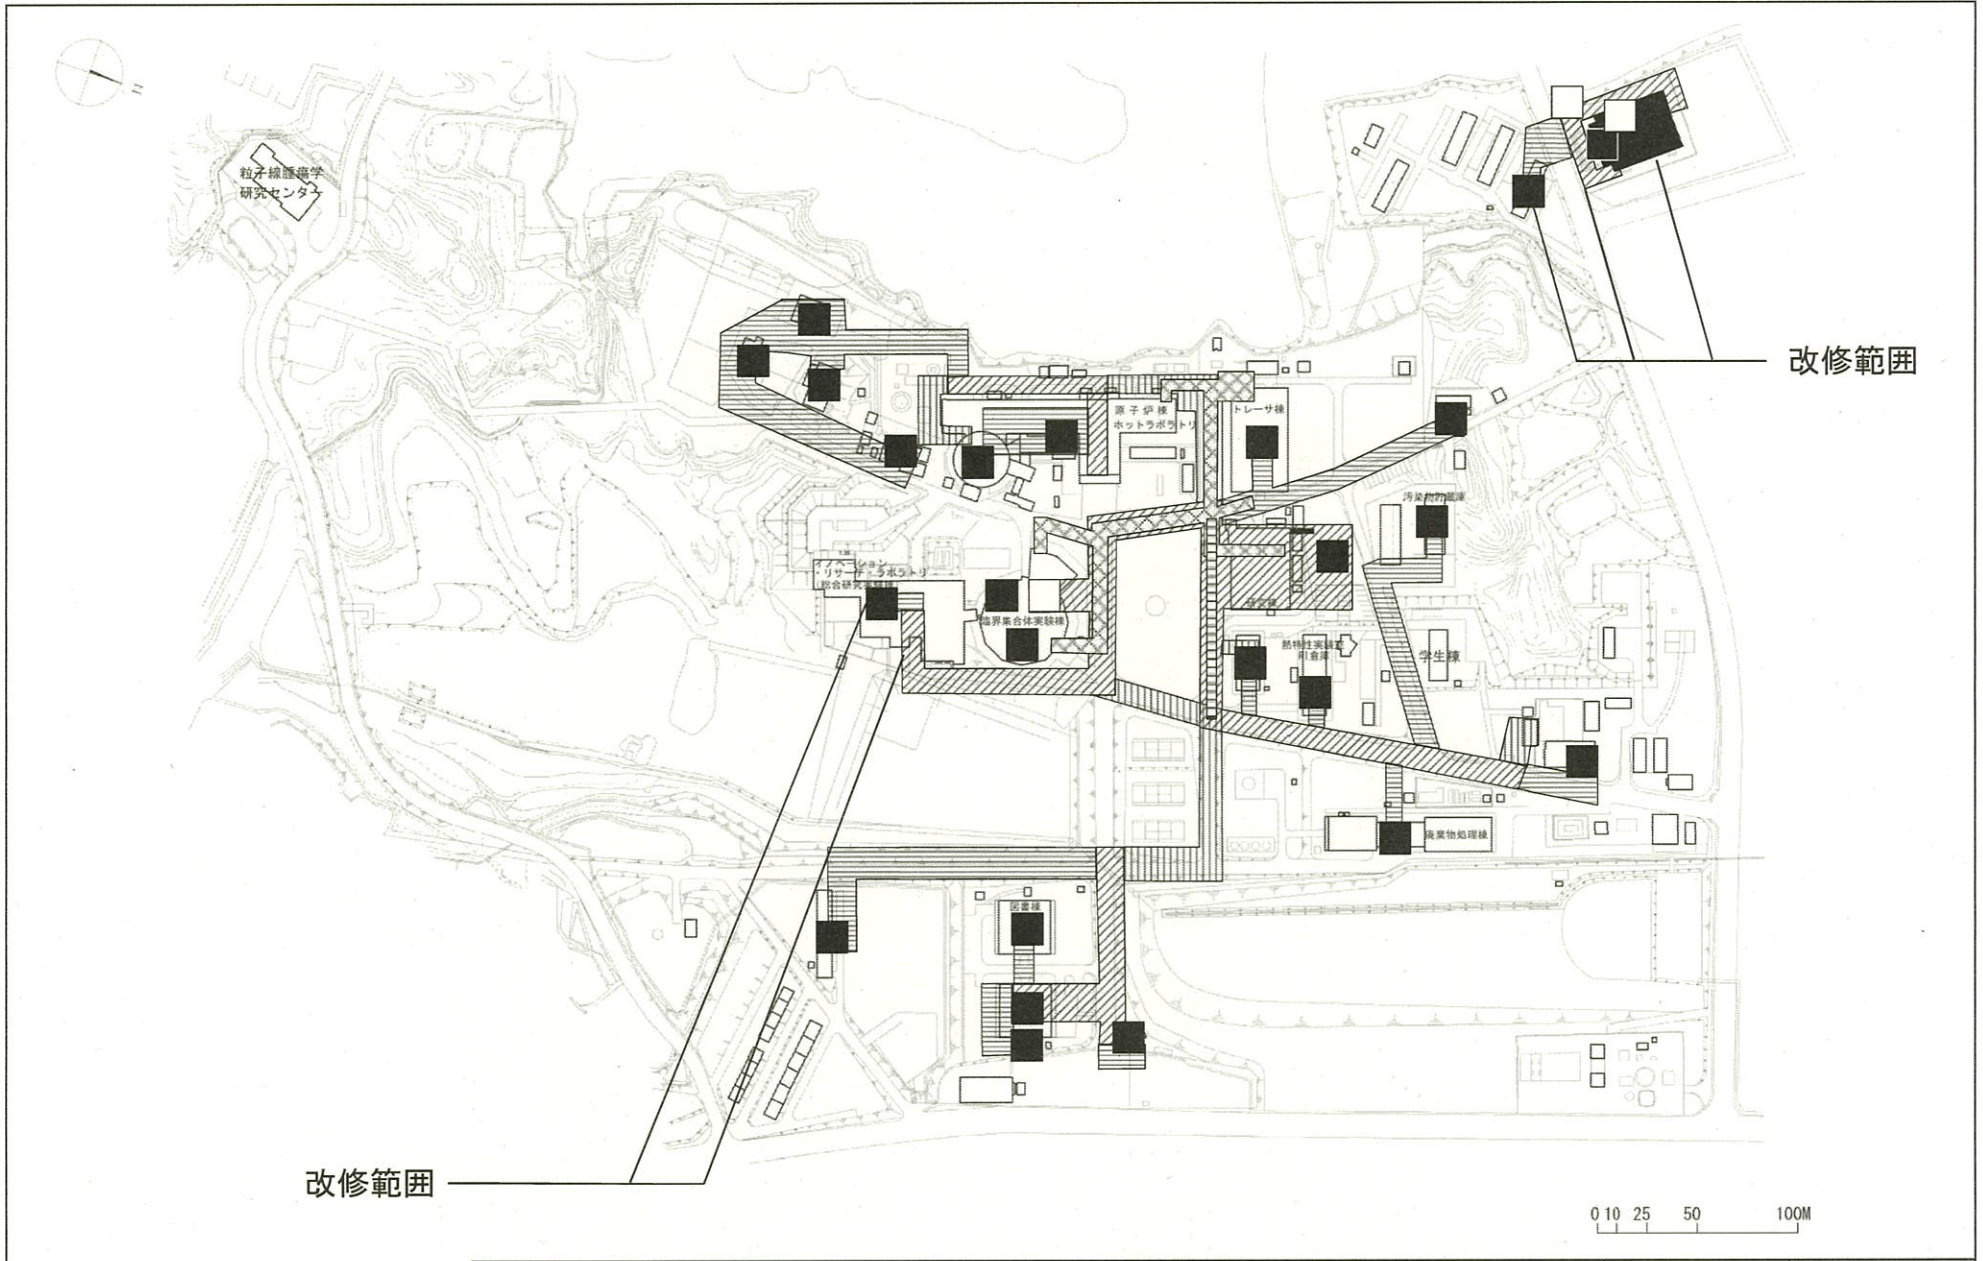 粒子線腫瘍学
研究センター
改修範囲
原子炉棟
ホットラボラトリ
トレーサ棟
汚染物貯蔵庫
イノベーション
・リサーチ・ラボラトリ
(総合研究実験棟)
臨界集合体実験棟
研究棟
熱特性実験装置
学生棟
廃棄物処理棟
図書棟
改修範囲
0 10 25 50 100M